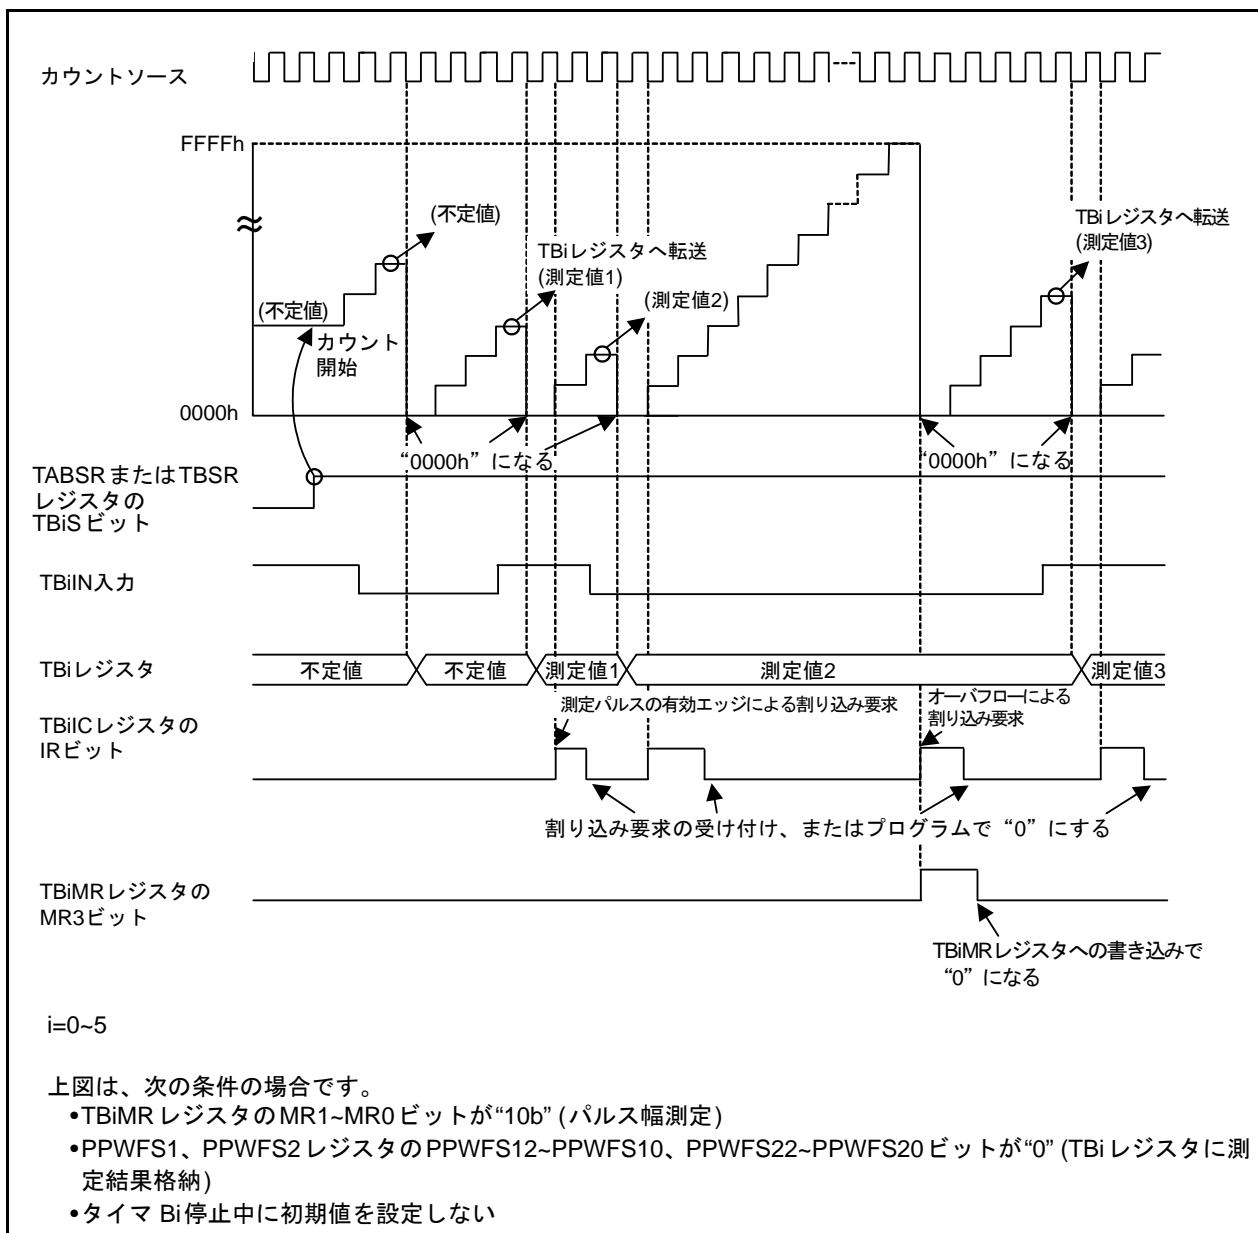 カウントソース
FFFFh
(不定値)
TBiレジスタへ転送
(測定値1)
(測定値2)
TBiレジスタへ転送
(測定値3)
(不定値)
カウント
開始
0000h
“0000h”になる
“0000h”になる
TABSRまたはTBSR
レジスタの
TBiSビット
TBiIN入力
TBiレジスタ
不定値
不定値
測定値1
測定値2
測定値3
測定パルスの有効エッジによる割り込み要求
オーバフローによる
割り込み要求
TBiICレジスタの
IRビット
割り込み要求の受け付け、またはプログラムで“0”にする
TBiMRレジスタの
MR3ビット
TBiMRレジスタへの書き込みで
“0”になる
i=0~5
上図は、次の条件の場合です。
•TBiMRレジスタのMR1~MR0ビットが“10b” (パルス幅測定)
•PPWFS1、PPWFS2レジスタのPPWFS12~PPWFS10、PPWFS22~PPWFS20ビットが“0” (TBiレジスタに測
定結果格納)
•タイマ Bi停止中に初期値を設定しない